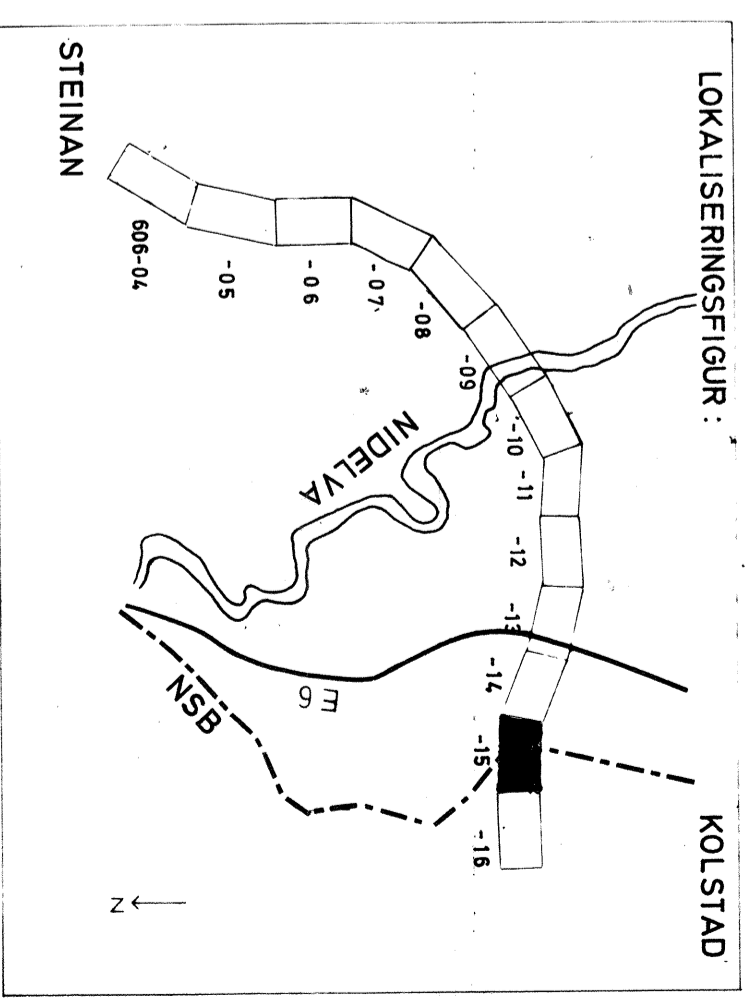 LOKALISERINGSFIGUR :
STEINAN
KOLSTAD
606-04
-05
-06
-07
-08
-09
-10
-11
-12
-13
-14
-15
-16
NIDELVA
E6
NSB
N